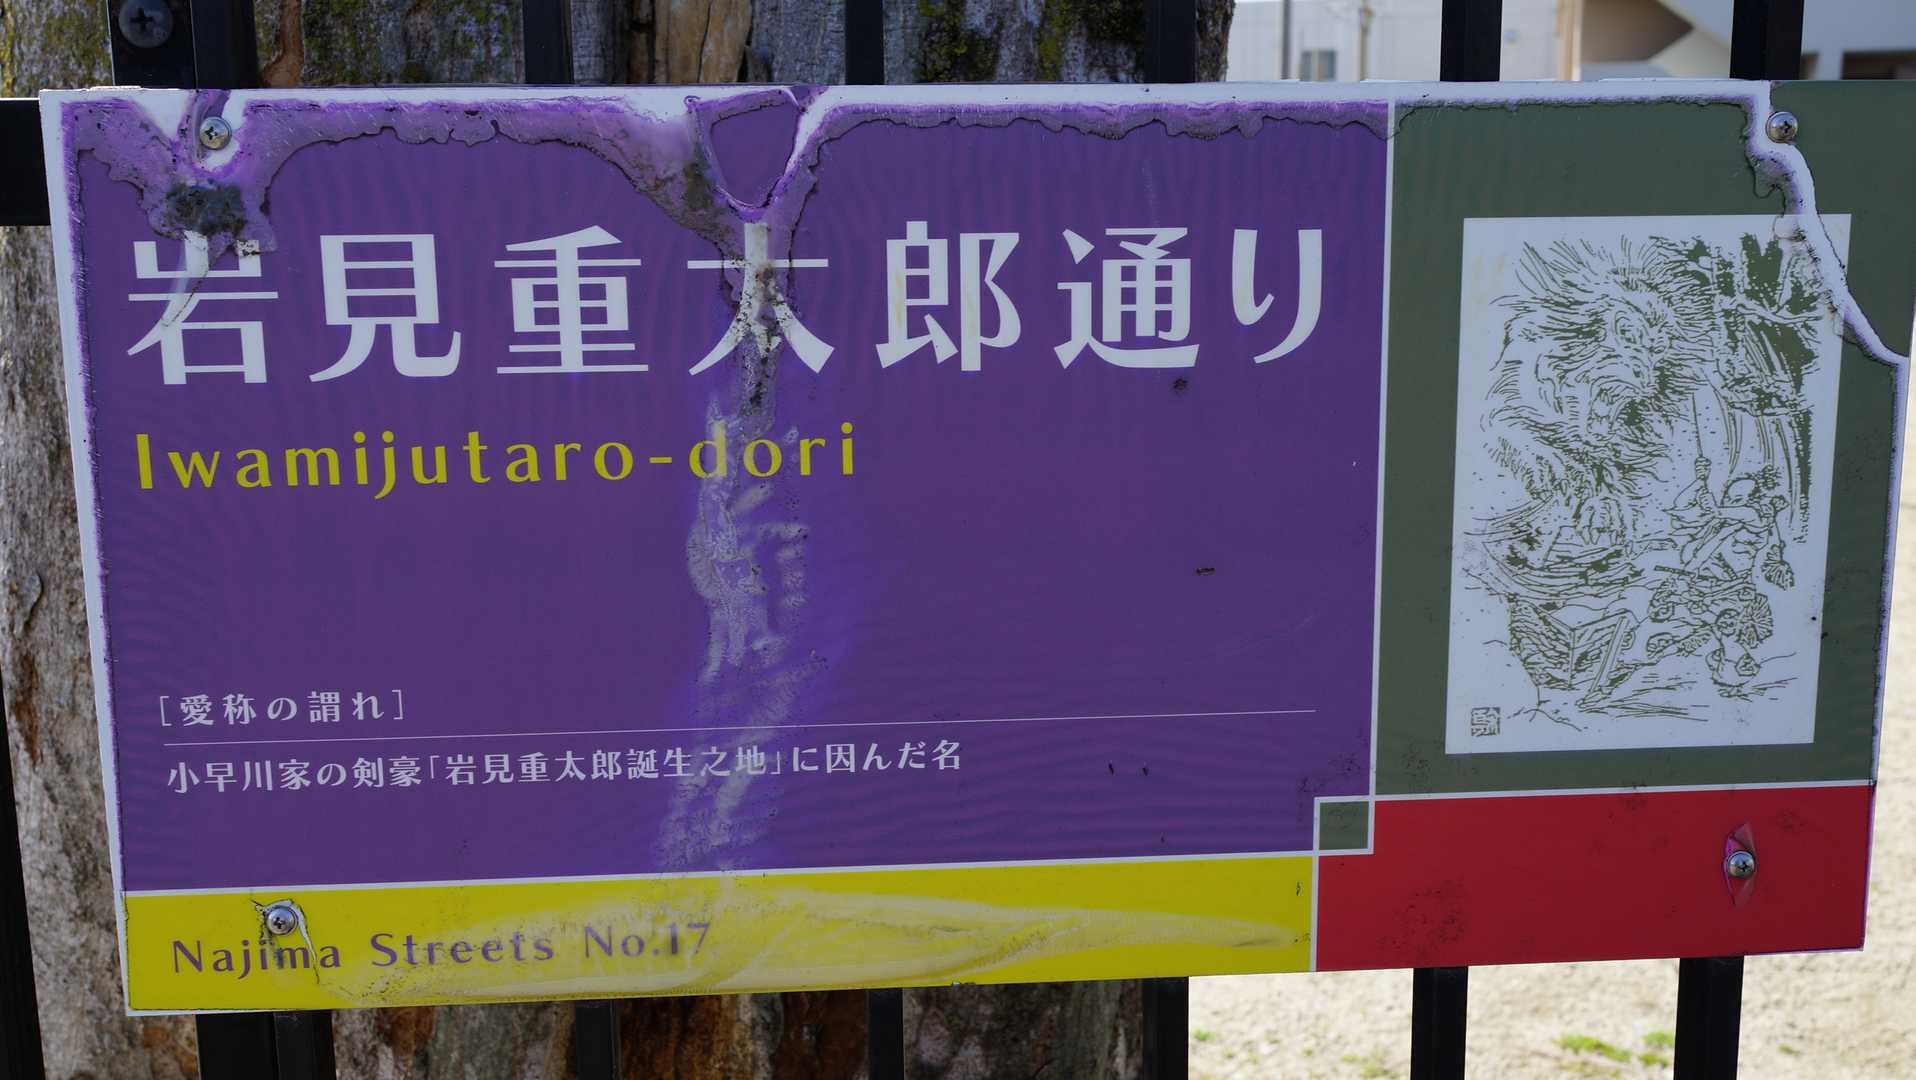 岩見重太郎通り
Iwamijutaro-dori
[愛称の謂れ]
小早川家の剣豪「岩見重太郎誕生之地」に因んだ名
Najima Streets No.17